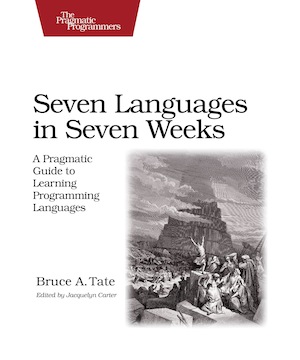 The
Pragmatic
Programmers
Seven Languages
in Seven Weeks
A Pragmatic
Guide to
Learning
Programming
Languages
Bruce A. Tate
Edited by Jacquelyn Carter